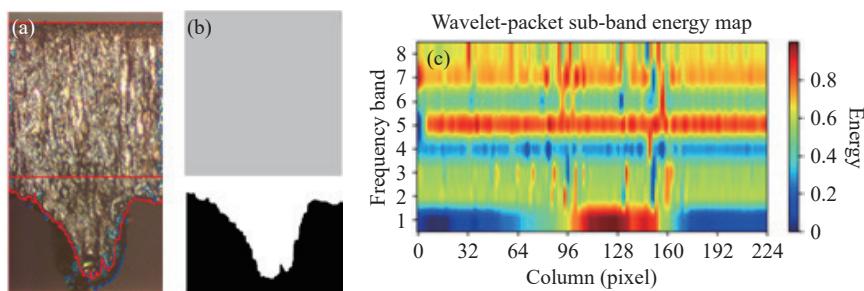 (a)
(b)
Wavelet-packet sub-band energy map
(c)
Frequency band
8
7
6
5
4
3
2
1
0 32 64 96 128 160 192 224
Column (pixel)
0.8
0.6
0.4
0.2
0
Energy